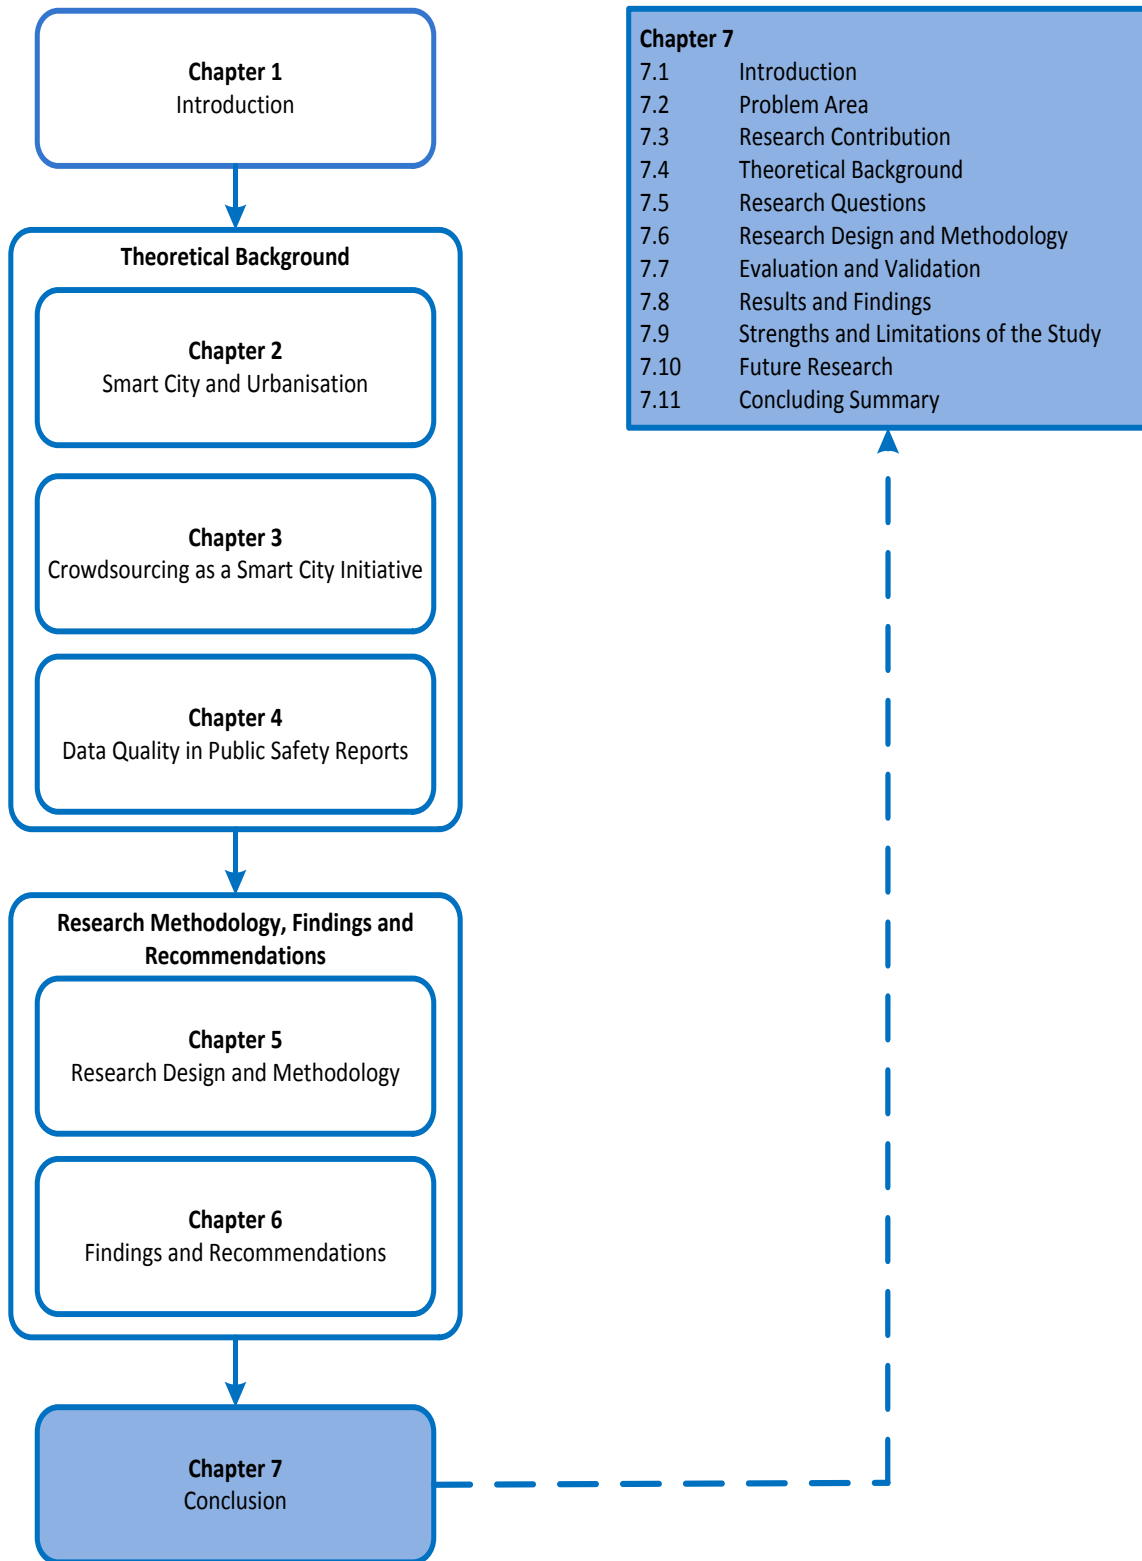 Chapter 1
Introduction
Theoretical Background
Chapter 2
Smart City and Urbanisation
Chapter 3
Crowdsourcing as a Smart City Initiative
Chapter 4
Data Quality in Public Safety Reports
Research Methodology, Findings and
Recommendations
Chapter 5
Research Design and Methodology
Chapter 6
Findings and Recommendations
Chapter 7
Conclusion
Chapter 7
7.1 Introduction
7.2 Problem Area
7.3 Research Contribution
7.4 Theoretical Background
7.5 Research Questions
7.6 Research Design and Methodology
7.7 Evaluation and Validation
7.8 Results and Findings
7.9 Strengths and Limitations of the Study
7.10 Future Research
7.11 Concluding Summary